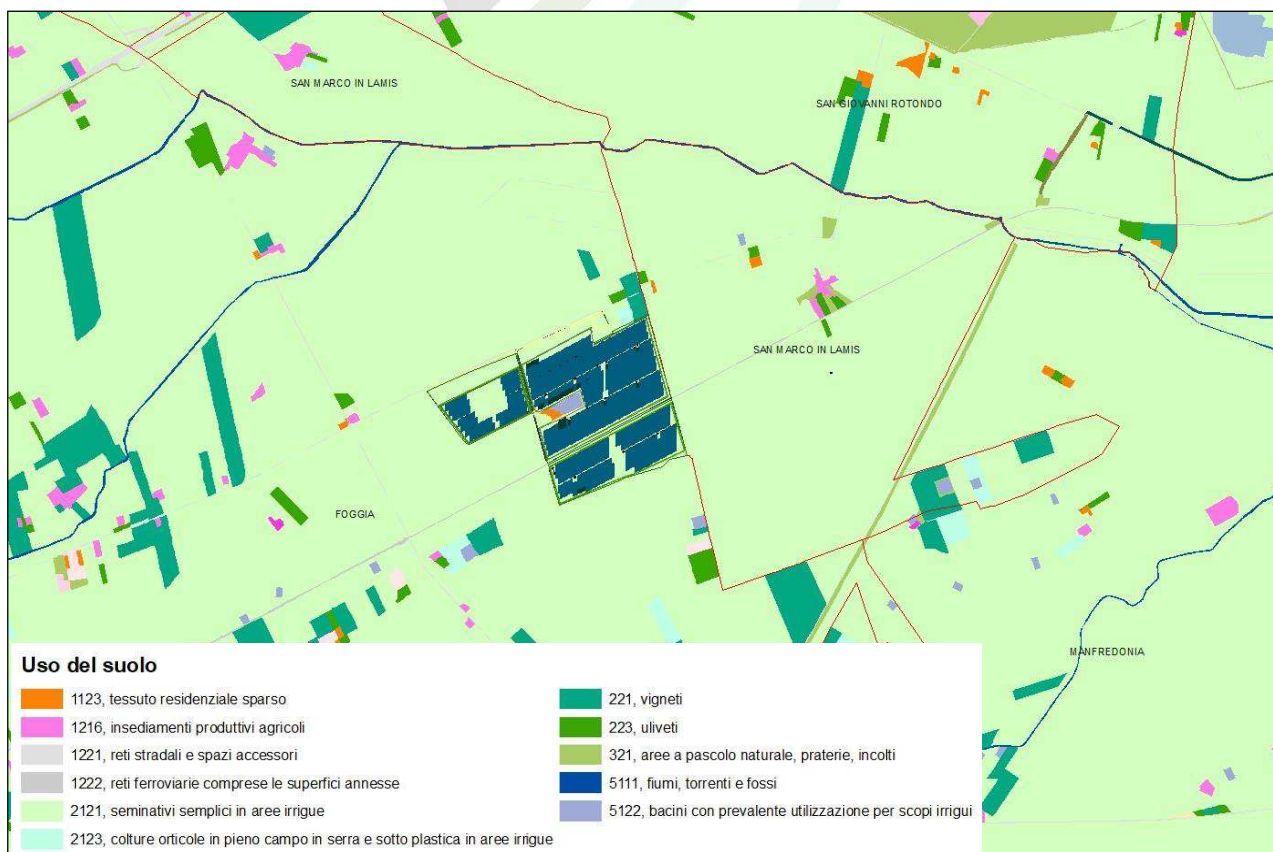 SAN MARCO IN LAMIS
SAN GIOVANNI ROTONDO
SAN MARCO IN LAMIS
FOGGIA
MANFREDONIA
Uso del suolo
1123, tessuto residenziale sparso
1216, insediamenti produttivi agricoli
1221, reti stradali e spazi accessori
1222, reti ferroviarie comprese le superfici annesse
2121, seminativi semplici in aree irrigue
2123, colture orticole in pieno campo in serra e sotto plastica in aree irrigue
221, vigneti
223, uliveti
321, aree a pascolo naturale, praterie, incolti
5111, fiumi, torrenti e fossi
5122, bacini con prevalente utilizzazione per scopi irrigui